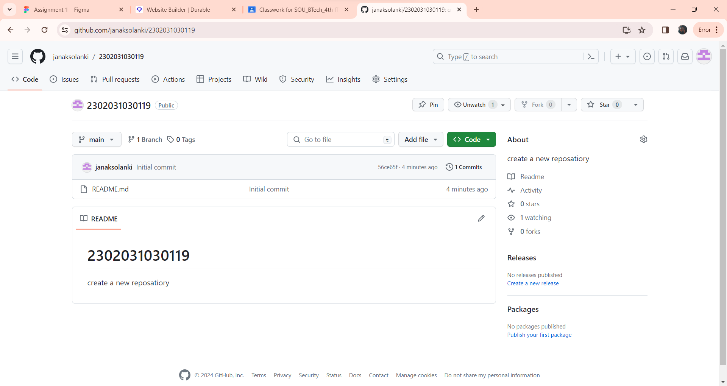 Assignment 1 – Figma
Website Builder | Durable
Classwork for SOU_BTech_4th
janaksolanki/2302031030119:
github.com/janaksolanki/2302031030119
Error
janaksolanki / 2302031030119
Type / to search
Code
Issues
Pull requests
Actions
Projects
Wiki
Security
Insights
Settings
2302031030119 Public
Pin
Unwatch 1
Fork 0
Star 0
main
1 Branch
0 Tags
Go to file
Add file
Code
janaksolanki Initial commit
4 minutes ago
1 Commits
README.md
Initial commit
4 minutes ago
README
2302031030119
create a new reposatiory
About
create a new reposatiory
Readme
Activity
0 stars
1 watching
0 forks
Releases
No releases published
Create a new release
Packages
No packages published
Publish your first package
© 2024 GitHub, Inc. Terms Privacy Security Status Docs Contact Manage cookies Do not share my personal information